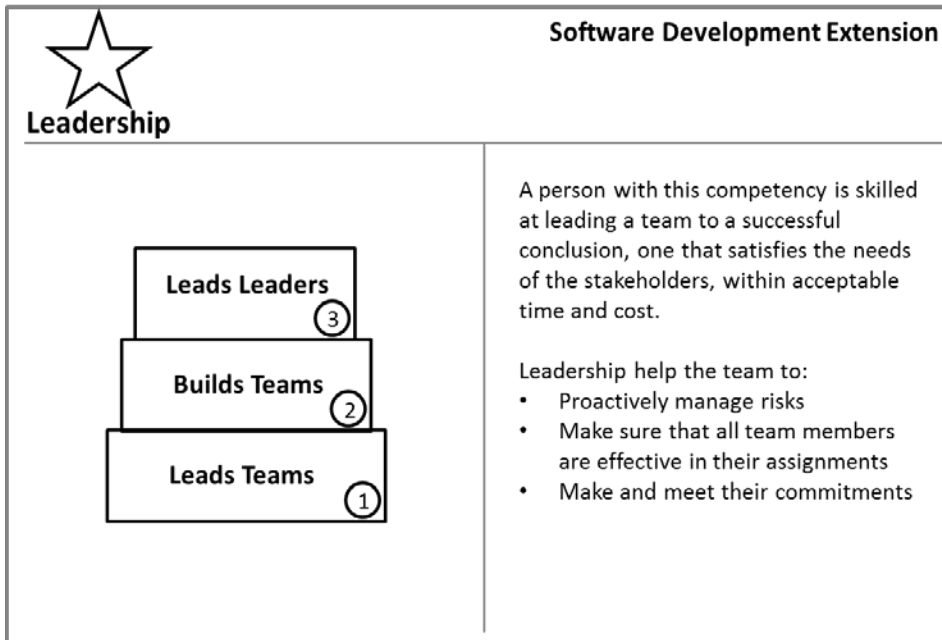 Software Development Extension
Leadership
Leads Leaders
3
Builds Teams
2
Leads Teams
1
A person with this competency is skilled
at leading a team to a successful
conclusion, one that satisfies the needs
of the stakeholders, within acceptable
time and cost.
Leadership help the team to:
• Proactively manage risks
• Make sure that all team members
are effective in their assignments
• Make and meet their commitments